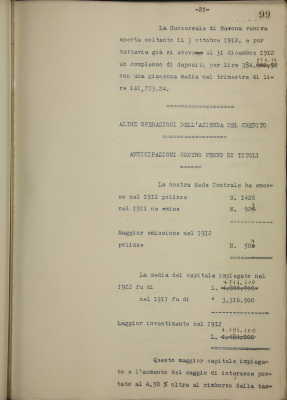 -21-
99
La Succursale di Savona veniva
aperta soltanto il 3 ottobre 1912, e pur
tuttavia già si avevano al 31 dicembre 1912
un complesso di depositi per lire 384.
con una giacenza media nel trimestre di li-
re 142,773.24.
ALTRE OPERAZIONI DELL'AZIENDA DEL CREDITO
ANTICIPAZIONI CONTRO PEGNO DI TITOLI
La nostra Sede Centrale ha emes-
so nel 1912 polizze N. 1426
nel 1911 ne emise N.
Maggior emissione nel 1912
polizze N.
La media del capitale impiegato nel
1912 fu di L.
nel 1911 fu di " 3,316,506
Maggior investimento nel 1912
L.
Questo maggior capitale impiega-
to e l'aumento del saggio di interesse por-
tato al 4.50 % oltre al rimborso della tas-